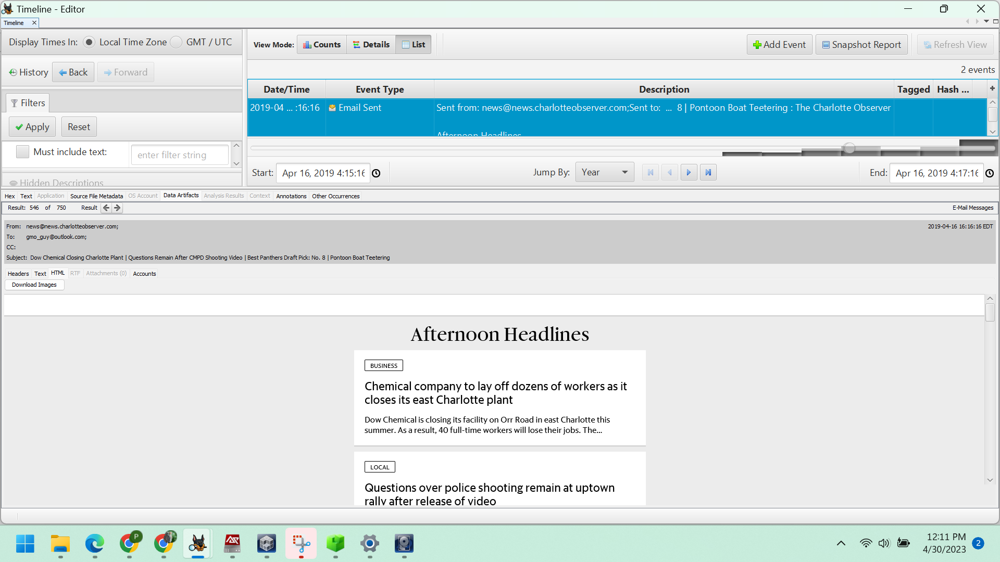 Timeline - Editor
Timeline
Display Times In: Local Time Zone GMT / UTC
View Mode: Counts Details List
Add Event Snapshot Report Refresh View
History Back Forward
2 events
Filters
Date/Time Event Type Description Tagged Hash ...
2019-04 ... :16:16 Email Sent Sent from: news@news.charlotteobserver.com;Sent to: ... 8 | Pontoon Boat Teetering : The Charlotte Observer
Apply Reset
Afternoon Headlines
Must include text: enter filter string
Start: Apr 16, 2019 4:15:16 Jump By: Year End: Apr 16, 2019 4:17:16
Hidden Descriptions
Hex Text Application Source File Metadata OS Account Data Artifacts Analysis Results Context Annotations Other Occurrences
Result: 546 of 750 Result E-Mail Messages
From: news@news.charlotteobserver.com; 2019-04-16 16:16:16 EDT
To: gmo_guy@outlook.com;
CC:
Subject: Dow Chemical Closing Charlotte Plant | Questions Remain After CMPD Shooting Video | Best Panthers Draft Pick: No. 8 | Pontoon Boat Teetering
Headers Text HTML RTF Attachments (0) Accounts
Download Images
Afternoon Headlines
BUSINESS
Chemical company to lay off dozens of workers as it
closes its east Charlotte plant
Dow Chemical is closing its facility on Orr Road in east Charlotte this
summer. As a result, 40 full-time workers will lose their jobs. The...
LOCAL
Questions over police shooting remain at uptown
rally after release of video
P
12:11 PM
4/30/2023
2